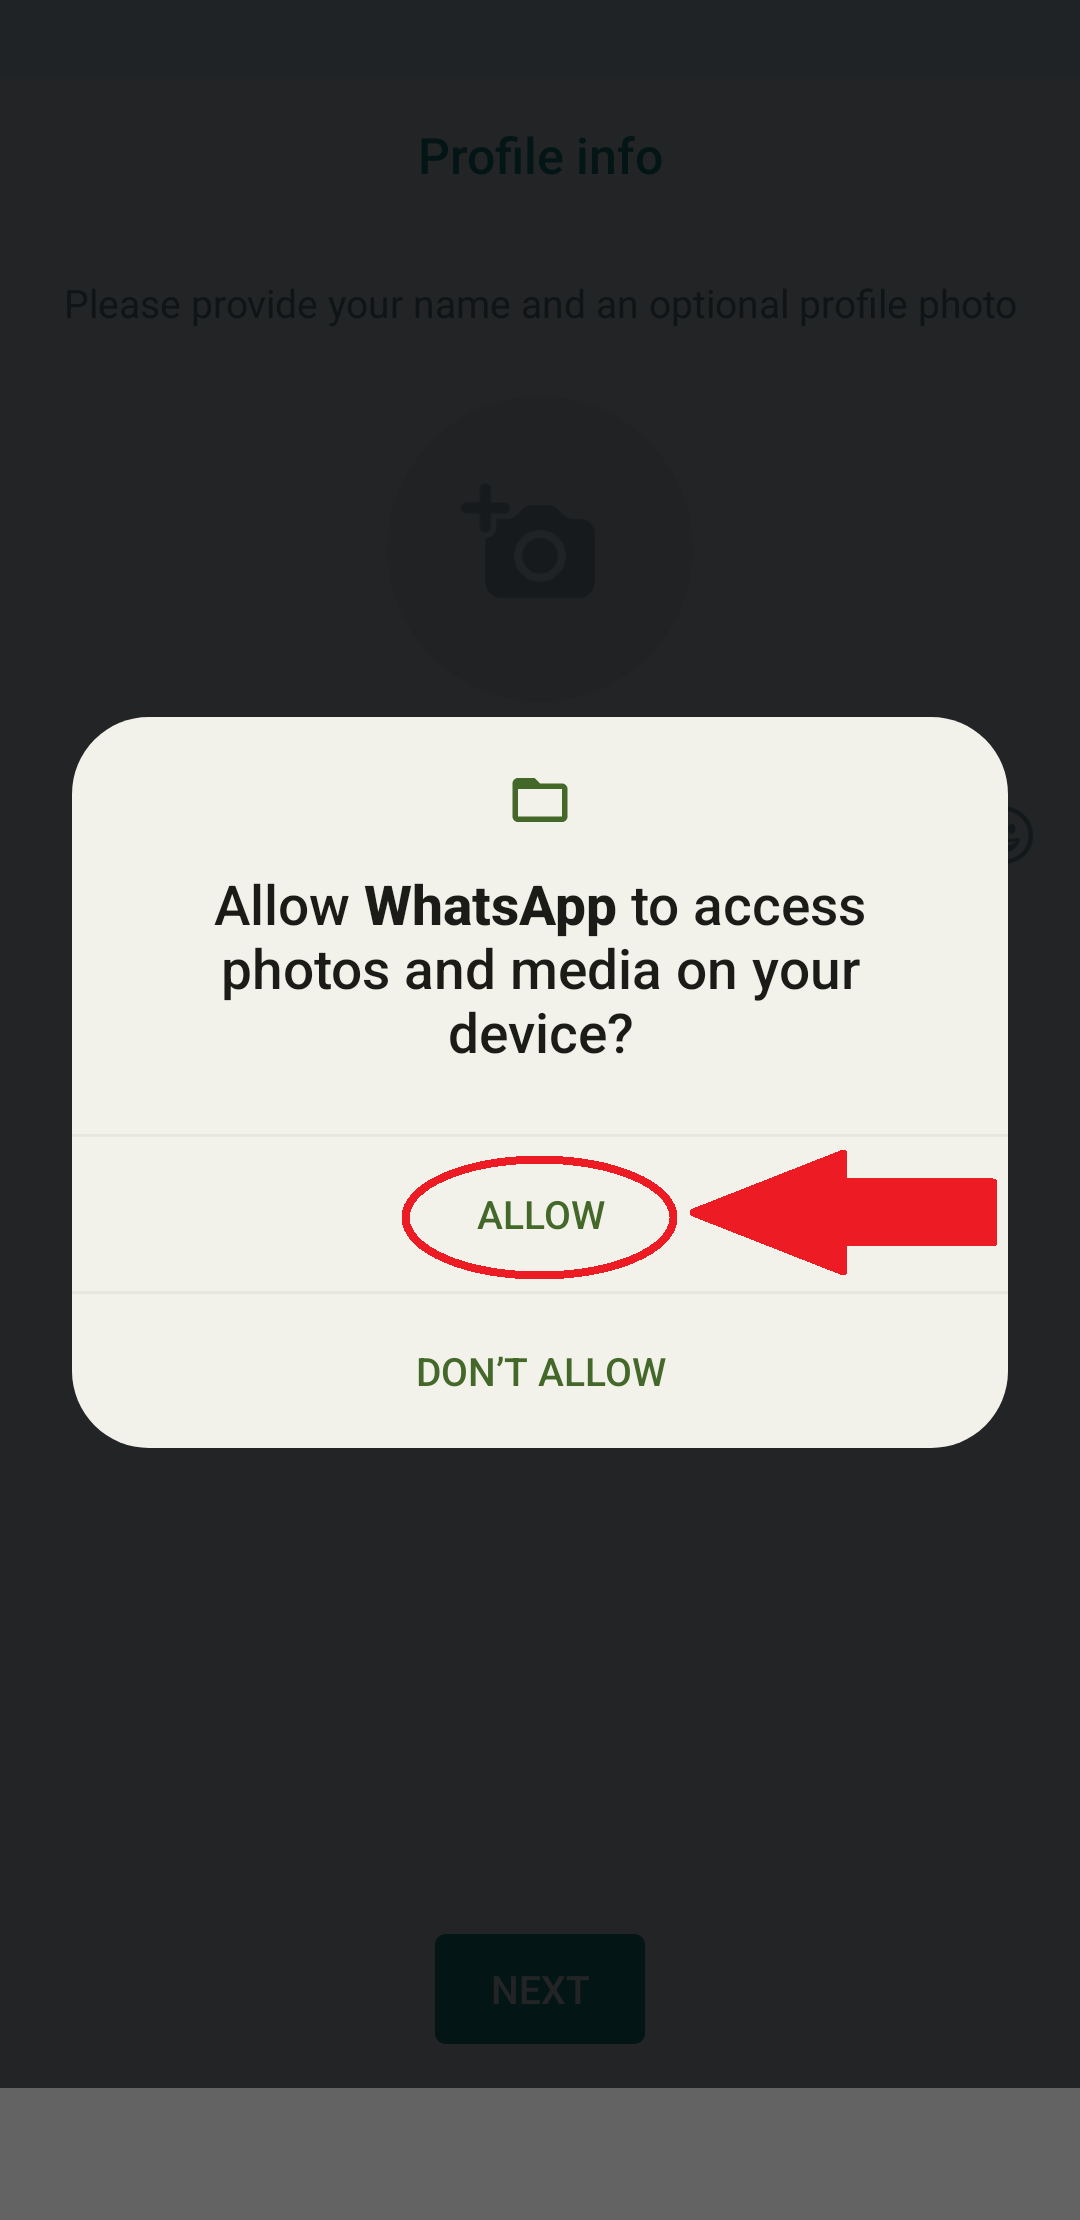 Profile info
Please provide your name and an optional profile photo
Allow WhatsApp to access
photos and media on your
device?
ALLOW
DON’T ALLOW
NEXT